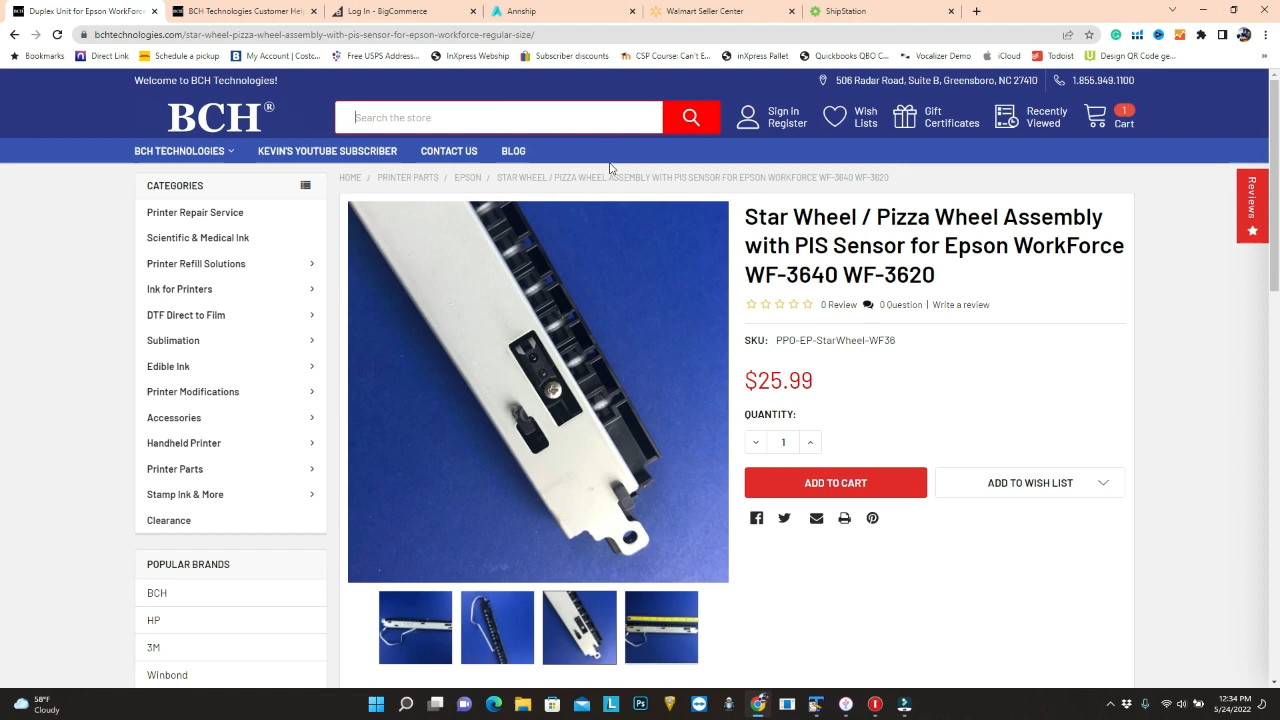 Duplex Unit for Epson WorkForc
BCH Technologies Customer Help
Log In - BigCommerce
Annship
Walmart Seller Center
ShipStation
bchtechnologies.com/star-wheel-pizza-wheel-assembly-with-pis-sensor-for-epson-workforce-regular-size/
Bookmarks
Direct Link
Schedule a pickup
My Account | Costc...
Free USPS Address...
InXpress Webship
Subscriber discounts
CSP Course: Can't E...
inXpress Pallet
Quickbooks QBO C...
Vocalizer Demo
iCloud
Todoist
Design QR Code ge...
Welcome to BCH Technologies!
506 Radar Road, Suite B, Greensboro, NC 27410
1.855.949.1100
BCH®
Search the store
Sign in
Register
Wish
Lists
Gift
Certificates
Recently
Viewed
1
Cart
BCH TECHNOLOGIES
KEVIN'S YOUTUBE SUBSCRIBER
CONTACT US
BLOG
HOME / PRINTER PARTS / EPSON / STAR WHEEL / PIZZA WHEEL ASSEMBLY WITH PIS SENSOR FOR EPSON WORKFORCE WF-3640 WF-3620
CATEGORIES
Printer Repair Service
Scientific & Medical Ink
Printer Refill Solutions
Ink for Printers
DTF Direct to Film
Sublimation
Edible Ink
Printer Modifications
Accessories
Handheld Printer
Printer Parts
Stamp Ink & More
Clearance
POPULAR BRANDS
BCH
HP
3M
Winbond
Star Wheel / Pizza Wheel Assembly
with PIS Sensor for Epson WorkForce
WF-3640 WF-3620
0 Review
0 Question | Write a review
SKU: PPO-EP-StarWheel-WF36
$25.99
QUANTITY:
1
ADD TO CART
ADD TO WISH LIST
Reviews
58°F
Cloudy
12:34 PM
5/24/2022